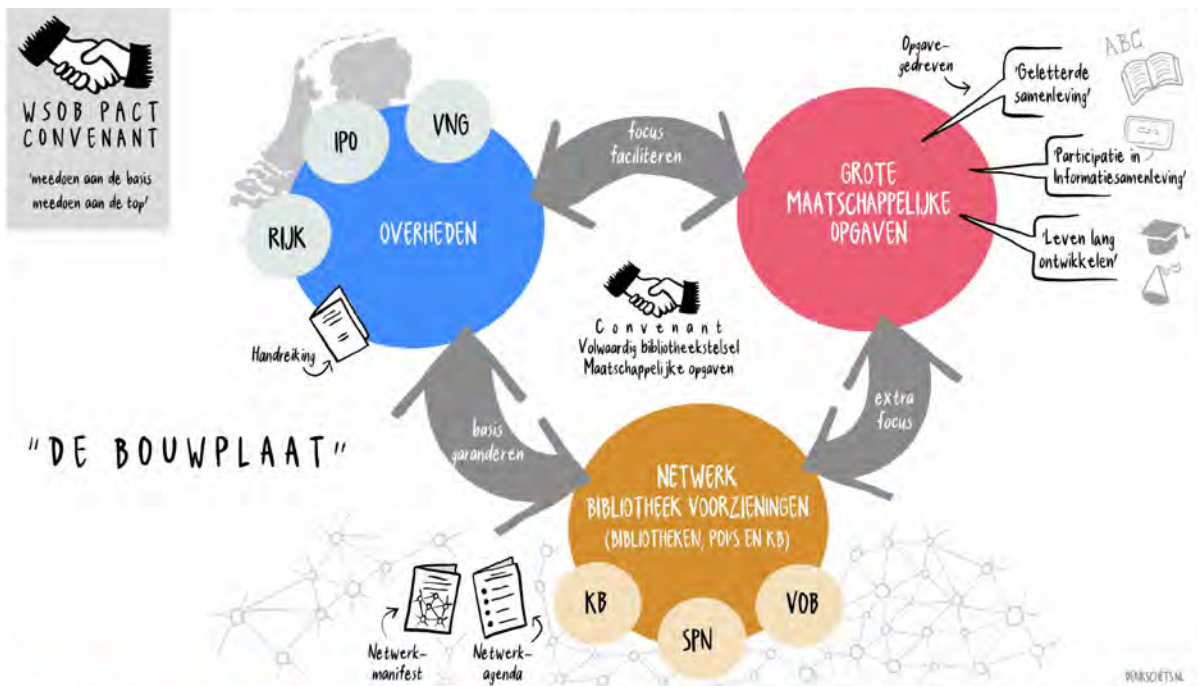 WSOB PACT
CONVENANT
'meedoen aan de basis
meedoen aan de top'
IPO
VNG
RIJK
OVERHEDEN
Handreiking
focus
faciliteren
GROTE
MAATSCHAPPELIJKE
OPGAVEN
Opgave-
gedreven
ABC
'Geletterde
samenleving'
'Participatie in
Informatiesamenleving'
'Leven lang
ontwikkelen'
Convenant
Volwaardig bibliotheekstelsel
Maatschappelijke opgaven
basis
garanderen
extra
focus
"DE BOUWPLAAT"
NETWERK
BIBLIOTHEEK VOORZIENINGEN
(BIBLIOTHEKEN, POI'S EN KB)
KB
SPN
VOB
Netwerk-
manifest
Netwerk-
agenda
DENKSCHETS.NL